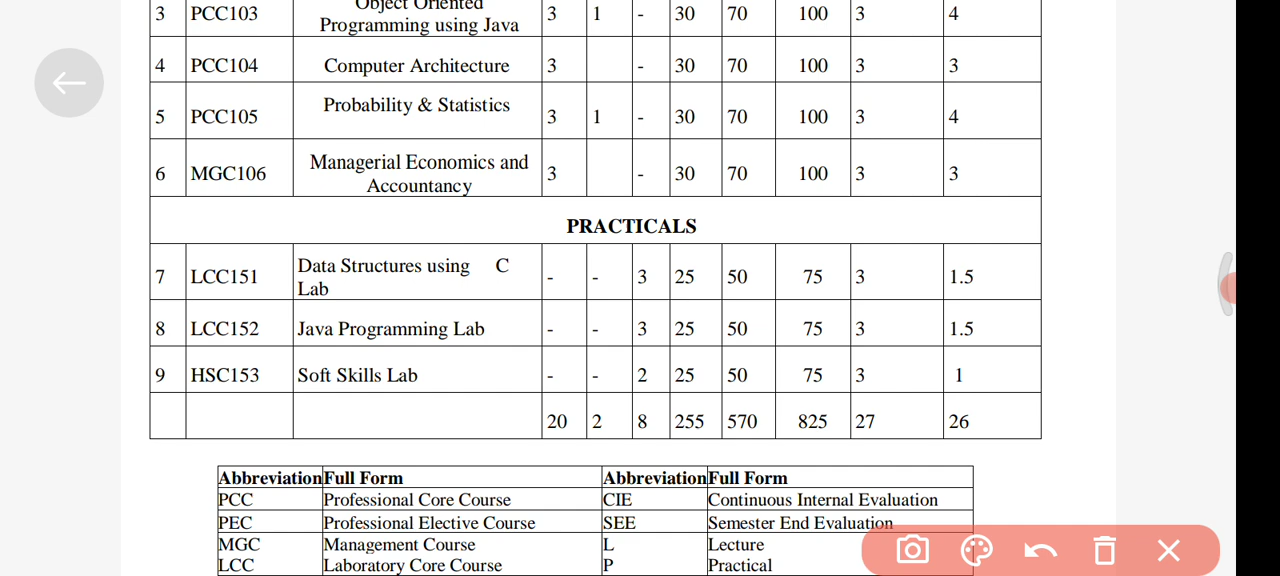 3 PCC103 Object Oriented Programming using Java 3 1 - 30 70 100 3 4
4 PCC104 Computer Architecture 3 - 30 70 100 3 3
5 PCC105 Probability & Statistics 3 1 - 30 70 100 3 4
6 MGC106 Managerial Economics and Accountancy 3 - 30 70 100 3 3
PRACTICALS
7 LCC151 Data Structures using C Lab - - 3 25 50 75 3 1.5
8 LCC152 Java Programming Lab - - 3 25 50 75 3 1.5
9 HSC153 Soft Skills Lab - - 2 25 50 75 3 1
20 2 8 255 570 825 27 26
Abbreviation Full Form Abbreviation Full Form
PCC Professional Core Course CIE Continuous Internal Evaluation
PEC Professional Elective Course SEE Semester End Evaluation
MGC Management Course L Lecture
LCC Laboratory Core Course P Practical